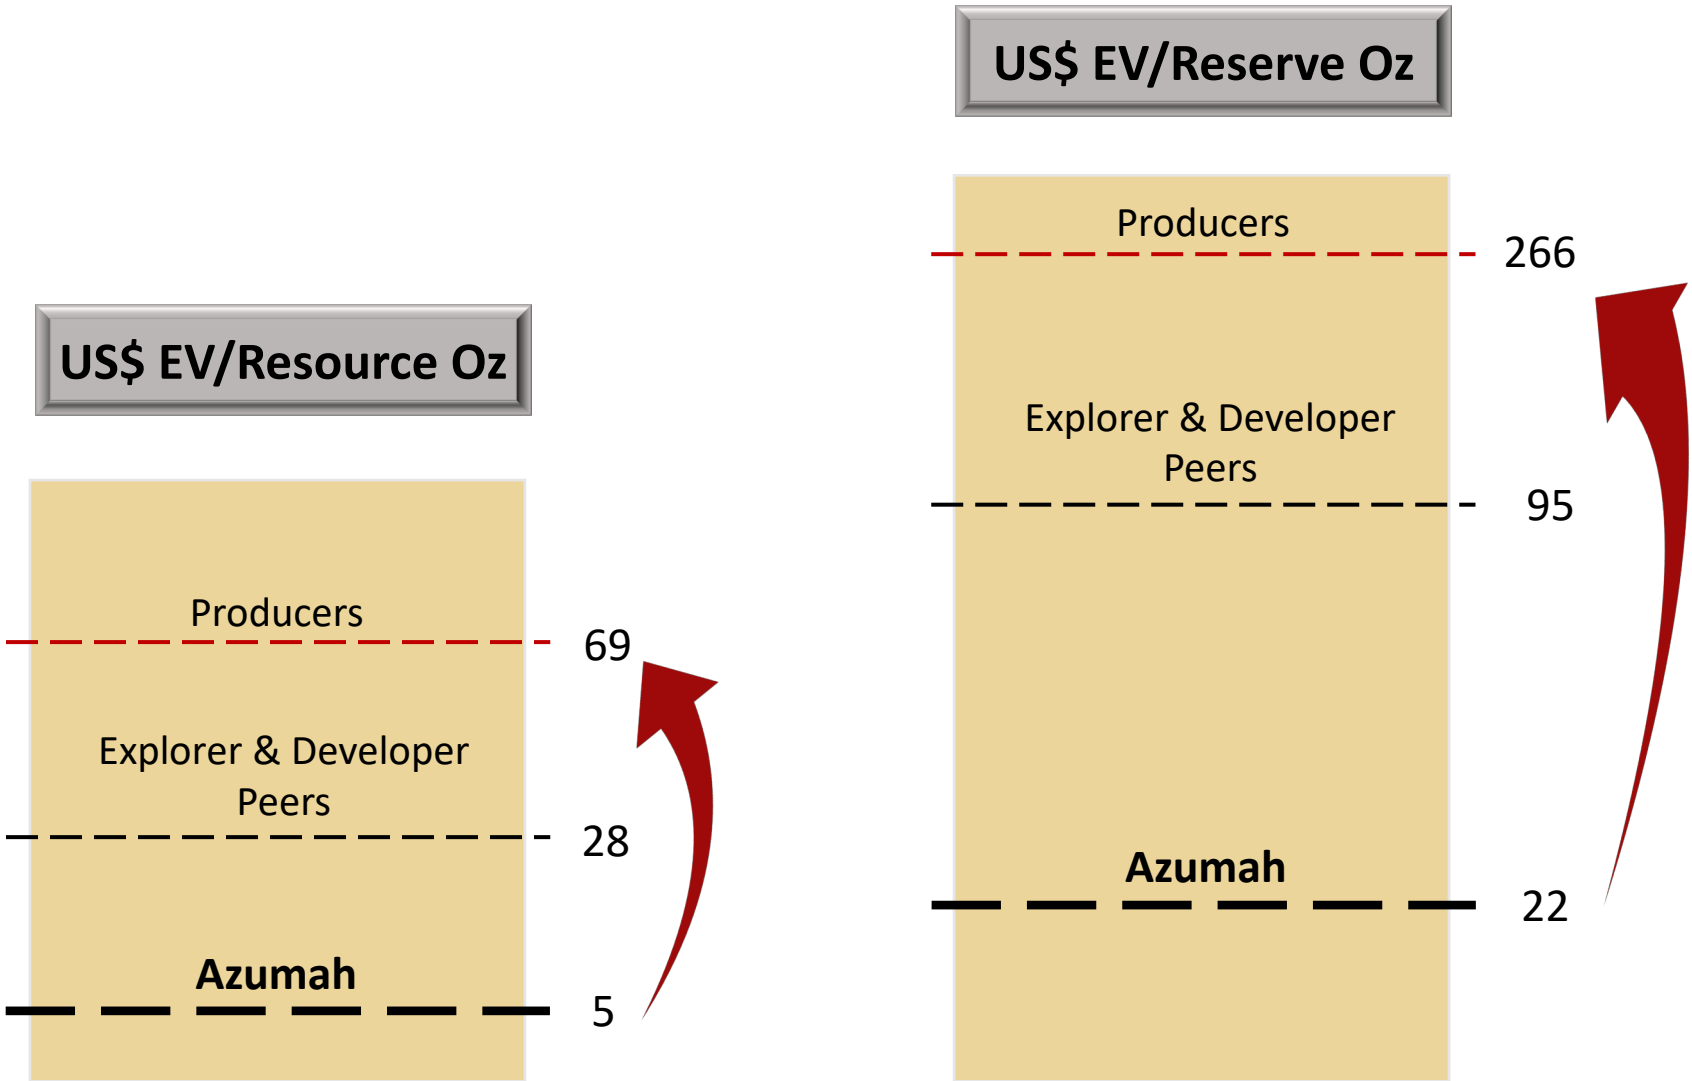 US$ EV/Resource Oz
Producers
69
Explorer & Developer
Peers
28
Azumah
5
US$ EV/Reserve Oz
Producers
266
Explorer & Developer
Peers
95
Azumah
22